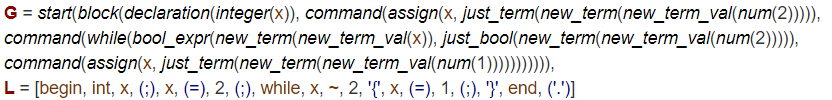 G = start(block(declaration(integer(x)), command(assign(x, just_term(new_term(new_term_val(num(2))))),
command(while(bool_expr(new_term(new_term_val(x)), just_bool(new_term(new_term_val(num(2))))),
command(assign(x, just_term(new_term(new_term_val(num(1))))))))))),
L = [begin, int, x, (;), x, (=), 2, (;), while, x, ~, 2, '{', x, (=), 1, (;), '}', end, ('.')]